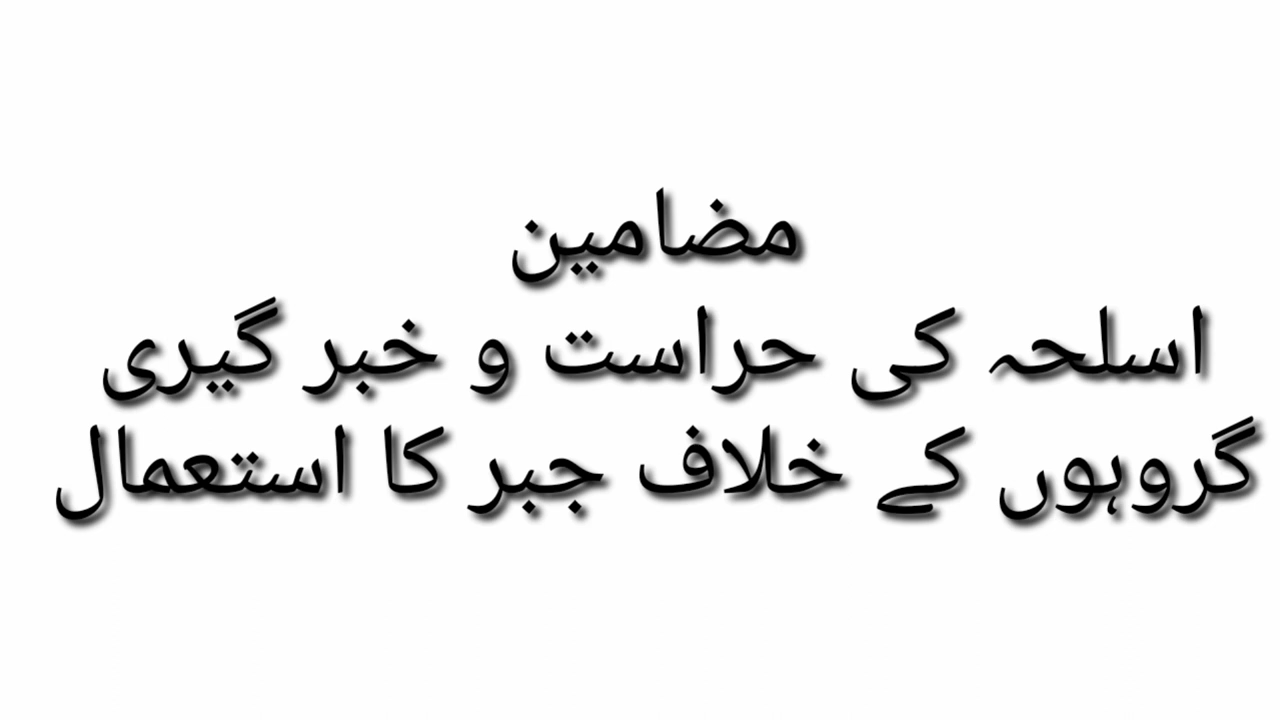 مضامین
اسلحہ کی حراست و خبر گیری
گروہوں کے خلاف جبر کا استعمال